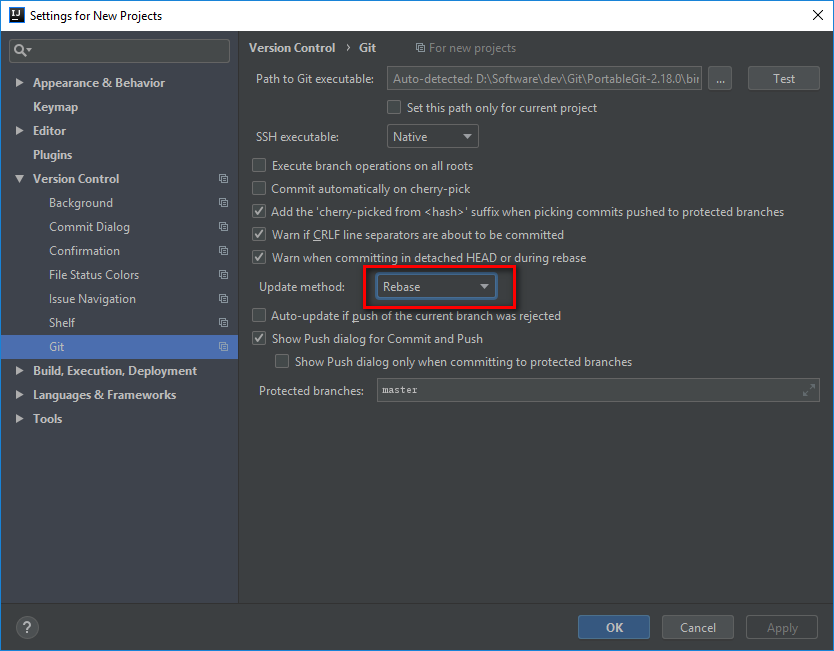 IJ Settings for New Projects
Appearance & Behavior
Keymap
Editor
Plugins
Version Control
Background
Commit Dialog
Confirmation
File Status Colors
Issue Navigation
Shelf
Git
Build, Execution, Deployment
Languages & Frameworks
Tools
Version Control › Git For new projects
Path to Git executable: Auto-detected: D:\Software\dev\Git\PortableGit-2.18.0\bin ... Test
Set this path only for current project
SSH executable: Native
Execute branch operations on all roots
Commit automatically on cherry-pick
Add the 'cherry-picked from <hash>' suffix when picking commits pushed to protected branches
Warn if CRLF line separators are about to be committed
Warn when committing in detached HEAD or during rebase
Update method: Rebase
Auto-update if push of the current branch was rejected
Show Push dialog for Commit and Push
Show Push dialog only when committing to protected branches
Protected branches: master
? OK Cancel Apply